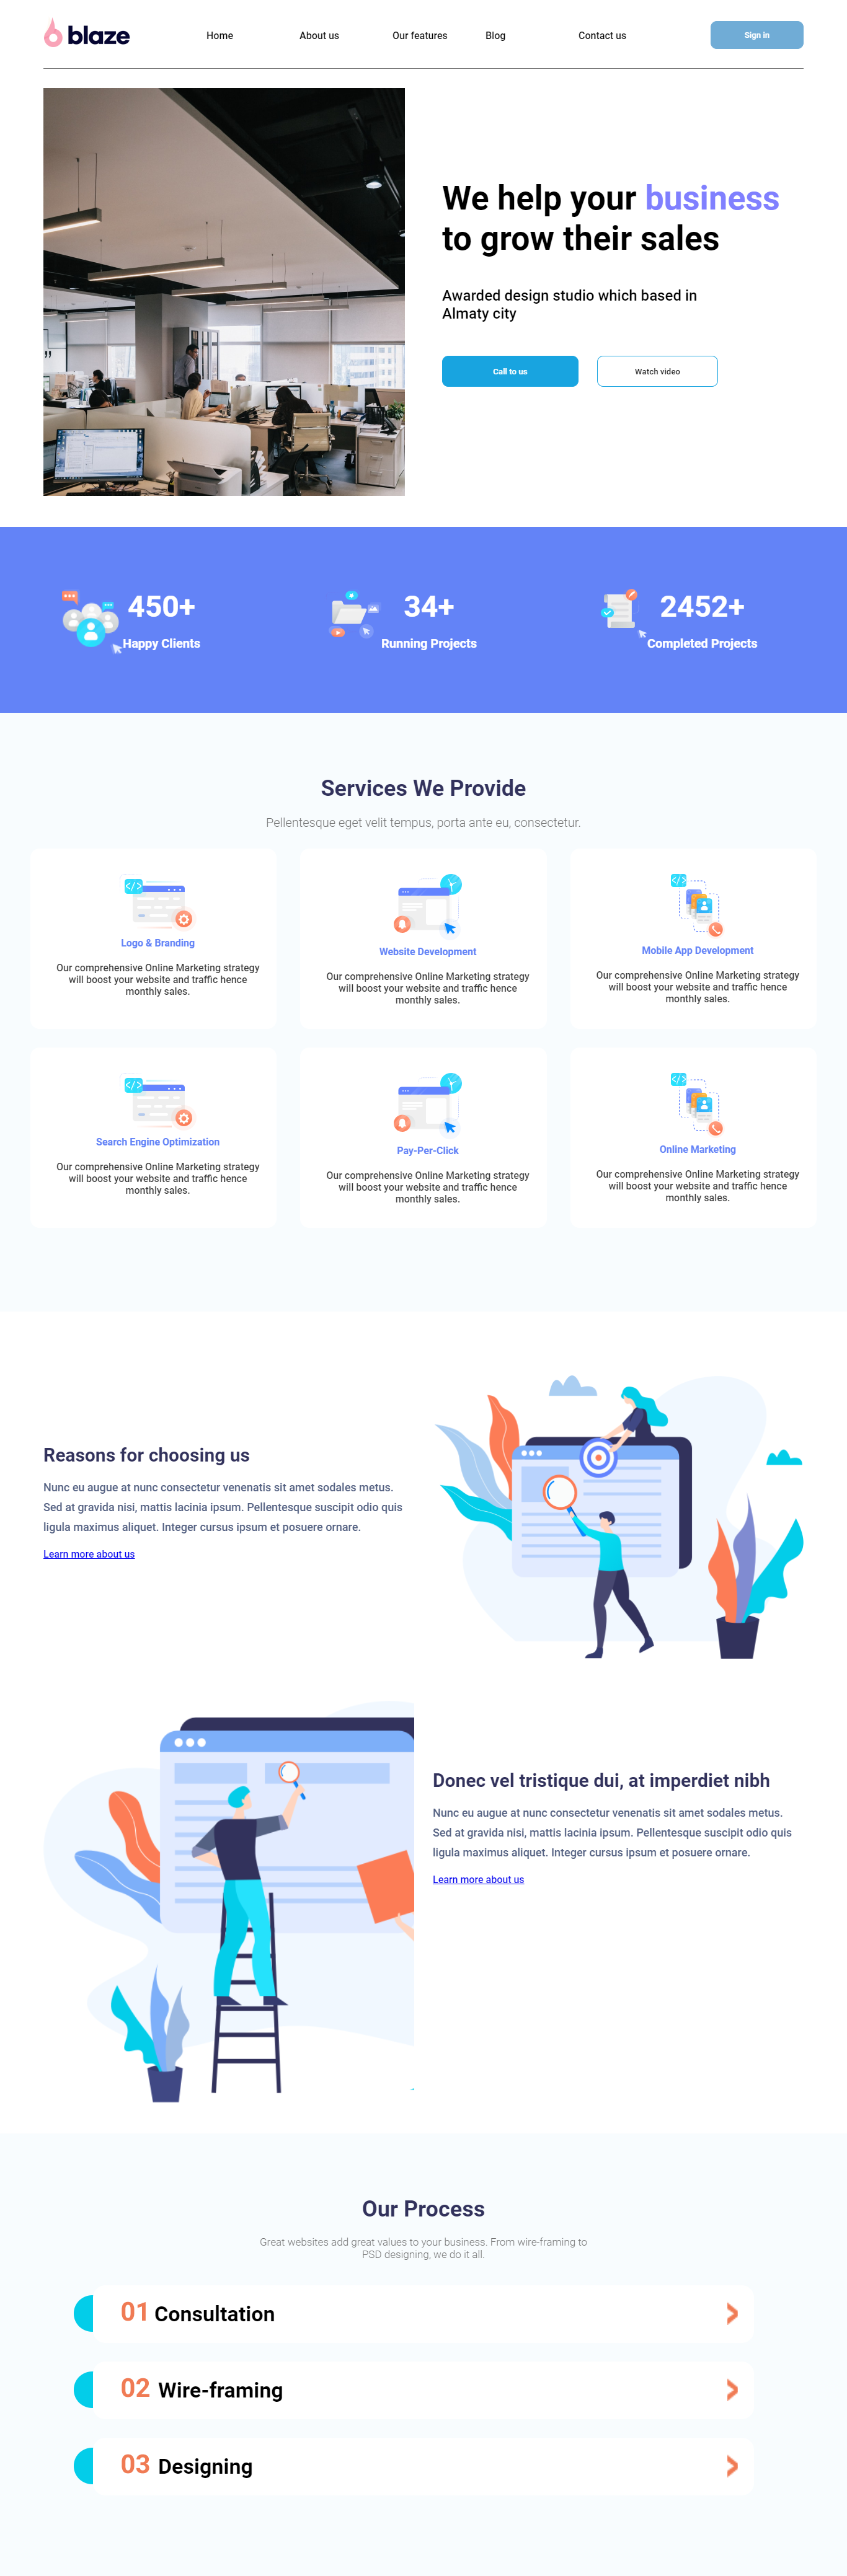 blaze
Home
About us
Our features
Blog
Contact us
Sign in
We help your business
to grow their sales
Awarded design studio which based in
Almaty city
Call to us
Watch video
450+
Happy Clients
34+
Running Projects
2452+
Completed Projects
Services We Provide
Pellentesque eget velit tempus, porta ante eu, consectetur.
Logo & Branding
Our comprehensive Online Marketing strategy
will boost your website and traffic hence
monthly sales.
Website Development
Our comprehensive Online Marketing strategy
will boost your website and traffic hence
monthly sales.
Mobile App Development
Our comprehensive Online Marketing strategy
will boost your website and traffic hence
monthly sales.
Search Engine Optimization
Our comprehensive Online Marketing strategy
will boost your website and traffic hence
monthly sales.
Pay-Per-Click
Our comprehensive Online Marketing strategy
will boost your website and traffic hence
monthly sales.
Online Marketing
Our comprehensive Online Marketing strategy
will boost your website and traffic hence
monthly sales.
Reasons for choosing us
Nunc eu augue at nunc consectetur venenatis sit amet sodales metus.
Sed at gravida nisi, mattis lacinia ipsum. Pellentesque suscipit odio quis
ligula maximus aliquet. Integer cursus ipsum et posuere ornare.
Learn more about us
Donec vel tristique dui, at imperdiet nibh
Nunc eu augue at nunc consectetur venenatis sit amet sodales metus.
Sed at gravida nisi, mattis lacinia ipsum. Pellentesque suscipit odio quis
ligula maximus aliquet. Integer cursus ipsum et posuere ornare.
Learn more about us
Our Process
Great websites add great values to your business. From wire-framing to
PSD designing, we do it all.
01 Consultation
02 Wire-framing
03 Designing